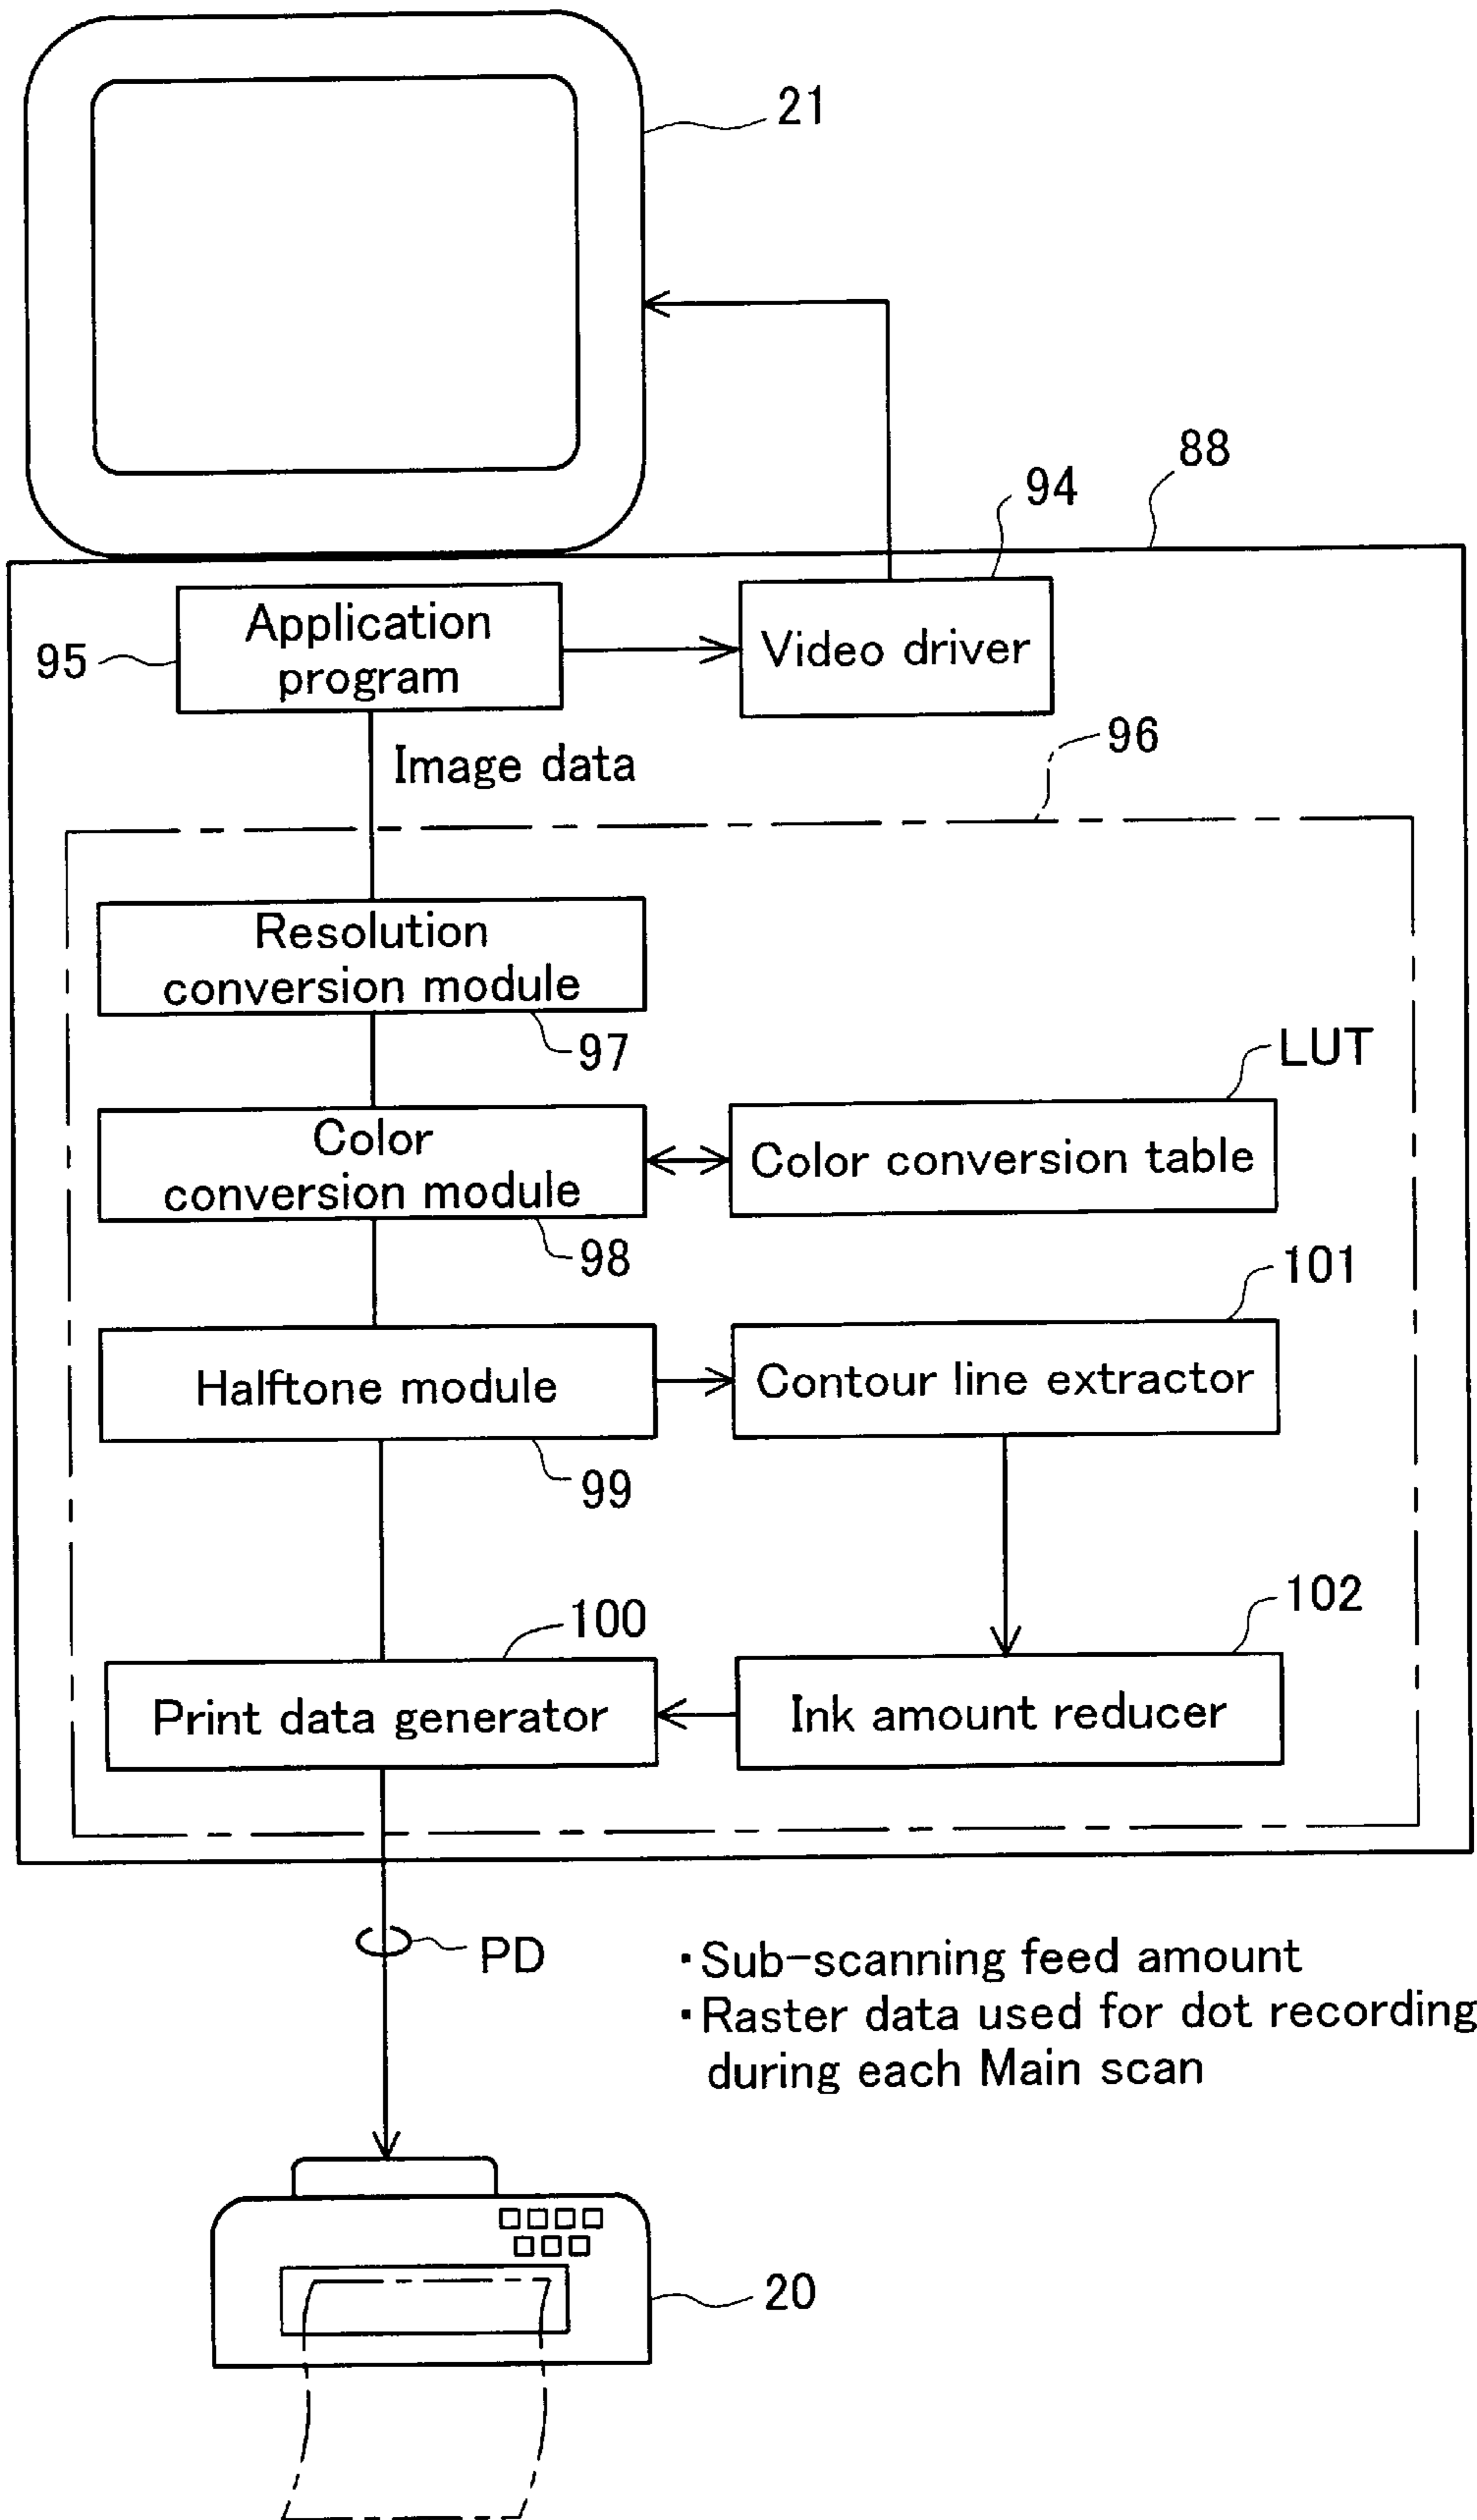 21
88
94
Application
program
95
Video driver
96
Image data
Resolution
conversion module
97
LUT
Color
conversion module
Color conversion table
98
101
Halftone module
Contour line extractor
99
102
100
Print data generator
Ink amount reducer
PD
・Sub-scanning feed amount
・Raster data used for dot recording
during each Main scan
20